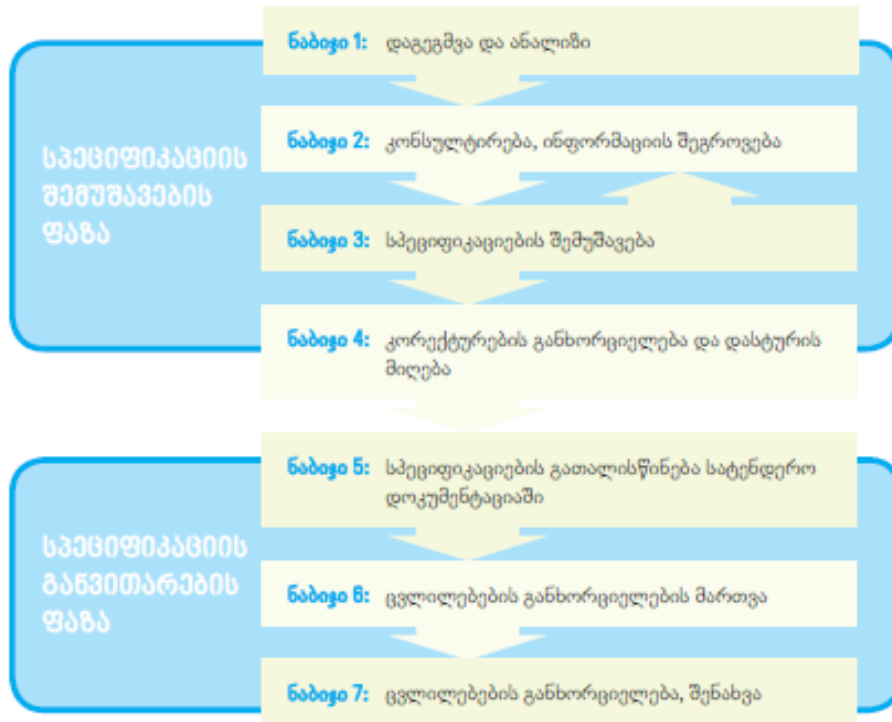 ნაბიჯი 1: დაგეგმვა და ანალიზი
ნაბიჯი 2: კონსულტირება, ინფორმაციის შეგროვება
სპეციფიკაციის
შემუშავების
ფაზა
ნაბიჯი 3: სპეციფიკაციების შემუშავება
ნაბიჯი 4: კორექტურების განხორციელება და დასტურის
მიღება
ნაბიჯი 5: სპეციფიკაციების გათალისწინება სატენდერო
დოკუმენტაციაში
სპეციფიკაციის
განვითარების
ფაზა
ნაბიჯი 6: ცვლილებების განხორციელების მართვა
ნაბიჯი 7: ცვლილებების განხორციელება, შენახვა